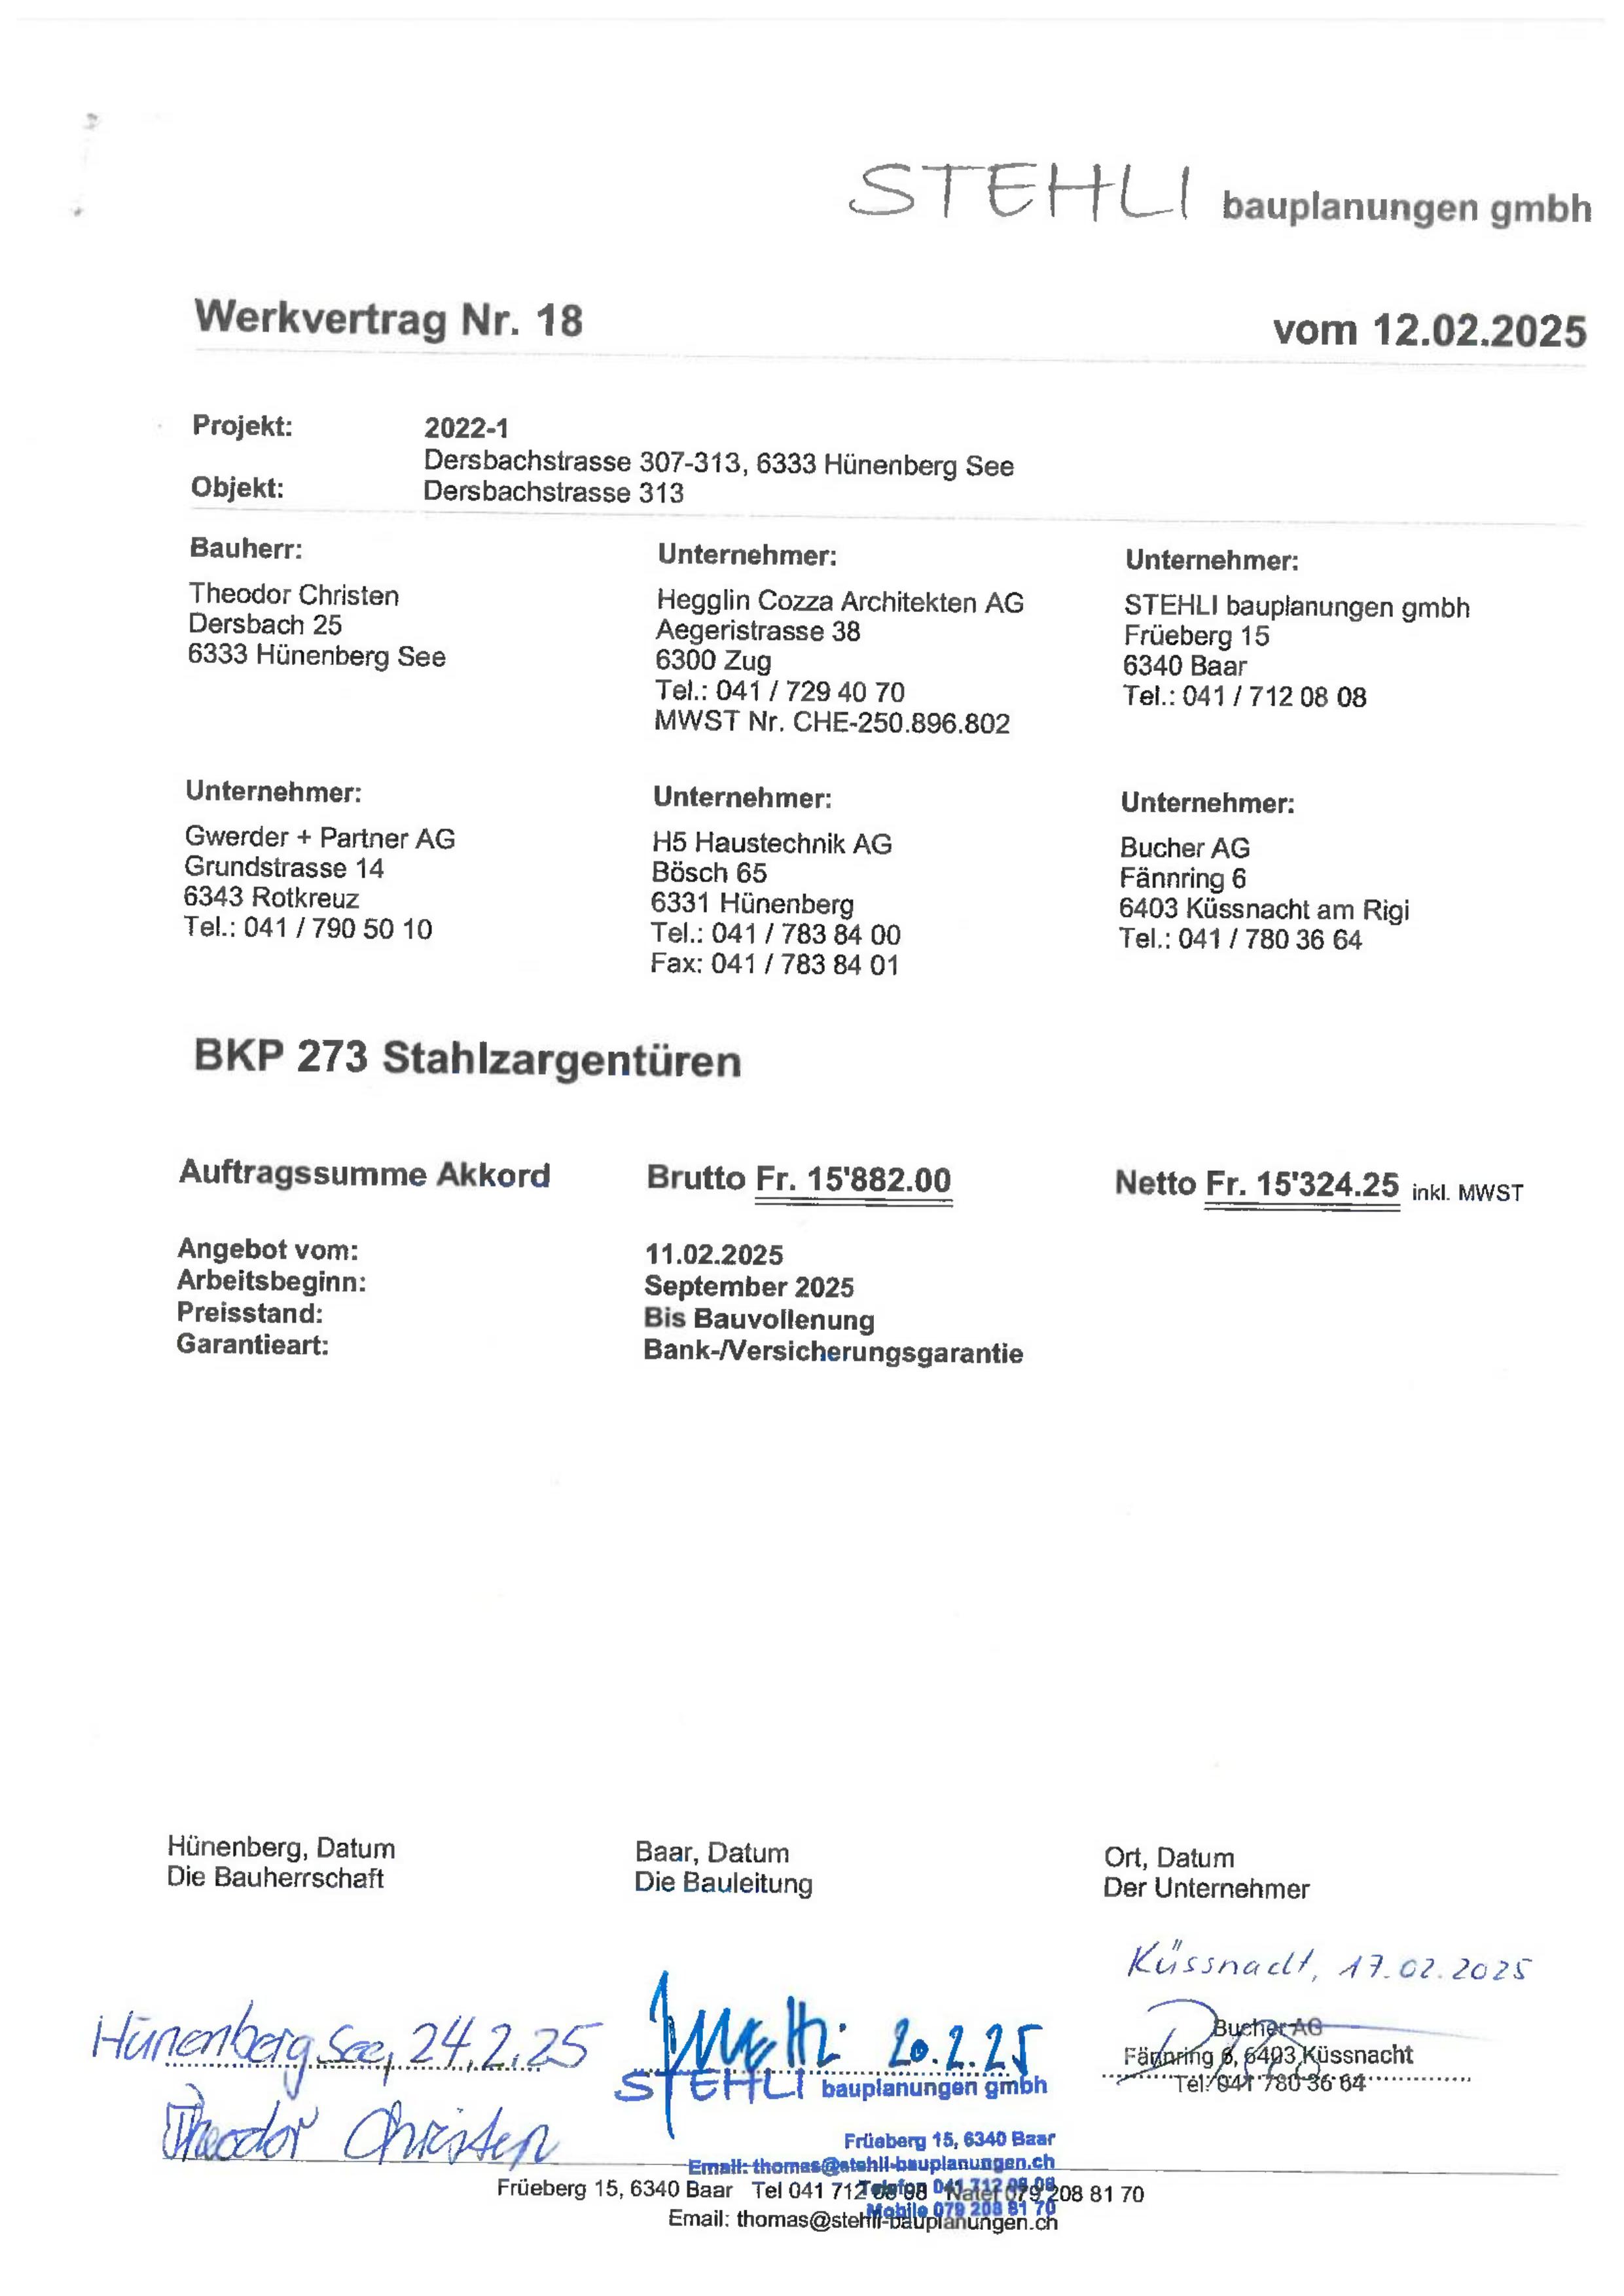 STEHLI bauplanungen gmbh
Werkvertrag Nr. 18 vom 12.02.2025
Projekt: 2022-1
Dersbachstrasse 307-313, 6333 Hünenberg See
Objekt: Dersbachstrasse 313
Bauherr:
Theodor Christen
Dersbach 25
6333 Hünenberg See
Unternehmer:
Hegglin Cozza Architekten AG
Aegeristrasse 38
6300 Zug
Tel.: 041 / 729 40 70
MWST Nr. CHE-250.896.802
Unternehmer:
STEHLI bauplanungen gmbh
Früeberg 15
6340 Baar
Tel.: 041 / 712 08 08
Unternehmer:
Gwerder + Partner AG
Grundstrasse 14
6343 Rotkreuz
Tel.: 041 / 790 50 10
Unternehmer:
H5 Haustechnik AG
Bösch 65
6331 Hünenberg
Tel.: 041 / 783 84 00
Fax: 041 / 783 84 01
Unternehmer:
Bucher AG
Fännring 6
6403 Küssnacht am Rigi
Tel.: 041 / 780 36 64
BKP 273 Stahlzargentüren
Auftragssumme Akkord Brutto Fr. 15'882.00 Netto Fr. 15'324.25 inkl. MWST
Angebot vom: 11.02.2025
Arbeitsbeginn: September 2025
Preisstand: Bis Bauvollenung
Garantieart: Bank-/Versicherungsgarantie
Hünenberg, Datum
Die Bauherrschaft
Hünenberg See, 24.2.25
Theodor Christen
Baar, Datum
Die Bauleitung
20.2.25
STEHLI bauplanungen gmbh
Früeberg 15, 6340 Baar
Email: thomas@stehli-bauplanungen.ch
Telefon 041 712 08 08
Mobile 079 208 81 70
Ort, Datum
Der Unternehmer
Küssnacht, 17.02.2025
Bucher AG
Fännring 6, 6403 Küssnacht
Tel. 041 780 36 64
Früeberg 15, 6340 Baar Tel 041 712 08 08 Natel 079 208 81 70
Email: thomas@stehli-bauplanungen.ch